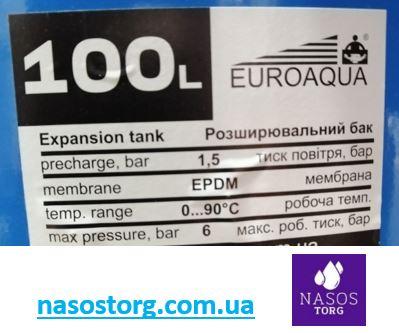 100L
EUROAQUA
Expansion tank Розширювальний бак
precharge, bar 1,5 тиск повітря, бар
membrane EPDM мембрана
temp. range 0...90°C робоча темп.
max pressure, bar 6 макс. роб. тиск, бар
nasostorg.com.ua
NASOS
TORG